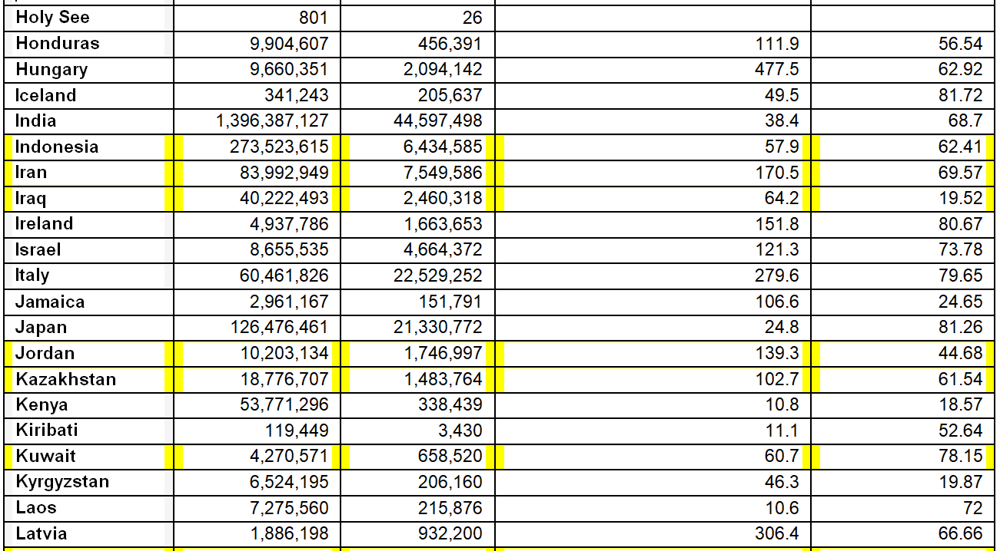 Holy See 801 26
Honduras 9,904,607 456,391 111.9 56.54
Hungary 9,660,351 2,094,142 477.5 62.92
Iceland 341,243 205,637 49.5 81.72
India 1,396,387,127 44,597,498 38.4 68.7
Indonesia 273,523,615 6,434,585 57.9 62.41
Iran 83,992,949 7,549,586 170.5 69.57
Iraq 40,222,493 2,460,318 64.2 19.52
Ireland 4,937,786 1,663,653 151.8 80.67
Israel 8,655,535 4,664,372 121.3 73.78
Italy 60,461,826 22,529,252 279.6 79.65
Jamaica 2,961,167 151,791 106.6 24.65
Japan 126,476,461 21,330,772 24.8 81.26
Jordan 10,203,134 1,746,997 139.3 44.68
Kazakhstan 18,776,707 1,483,764 102.7 61.54
Kenya 53,771,296 338,439 10.8 18.57
Kiribati 119,449 3,430 11.1 52.64
Kuwait 4,270,571 658,520 60.7 78.15
Kyrgyzstan 6,524,195 206,160 46.3 19.87
Laos 7,275,560 215,876 10.6 72
Latvia 1,886,198 932,200 306.4 66.66